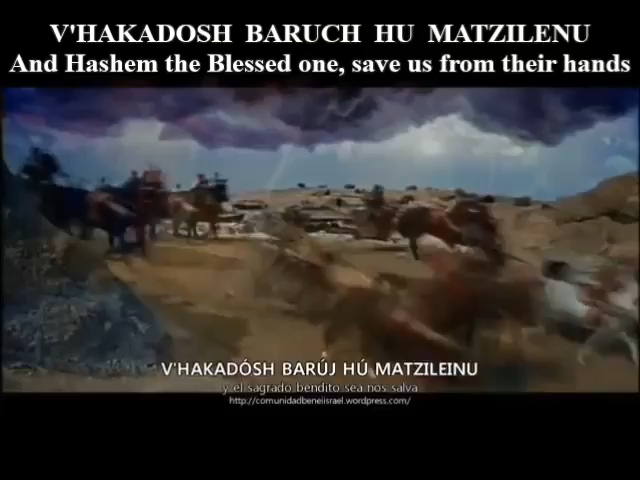 V'HAKADOSH BARUCH HU MATZILENU
And Hashem the Blessed one, save us from their hands
V'HAKADÓSH BARÚJ HÚ MATZILEINU
y el sagrado bendito sea nos salva
http://comunidadbeneiisrael.wordpress.com/